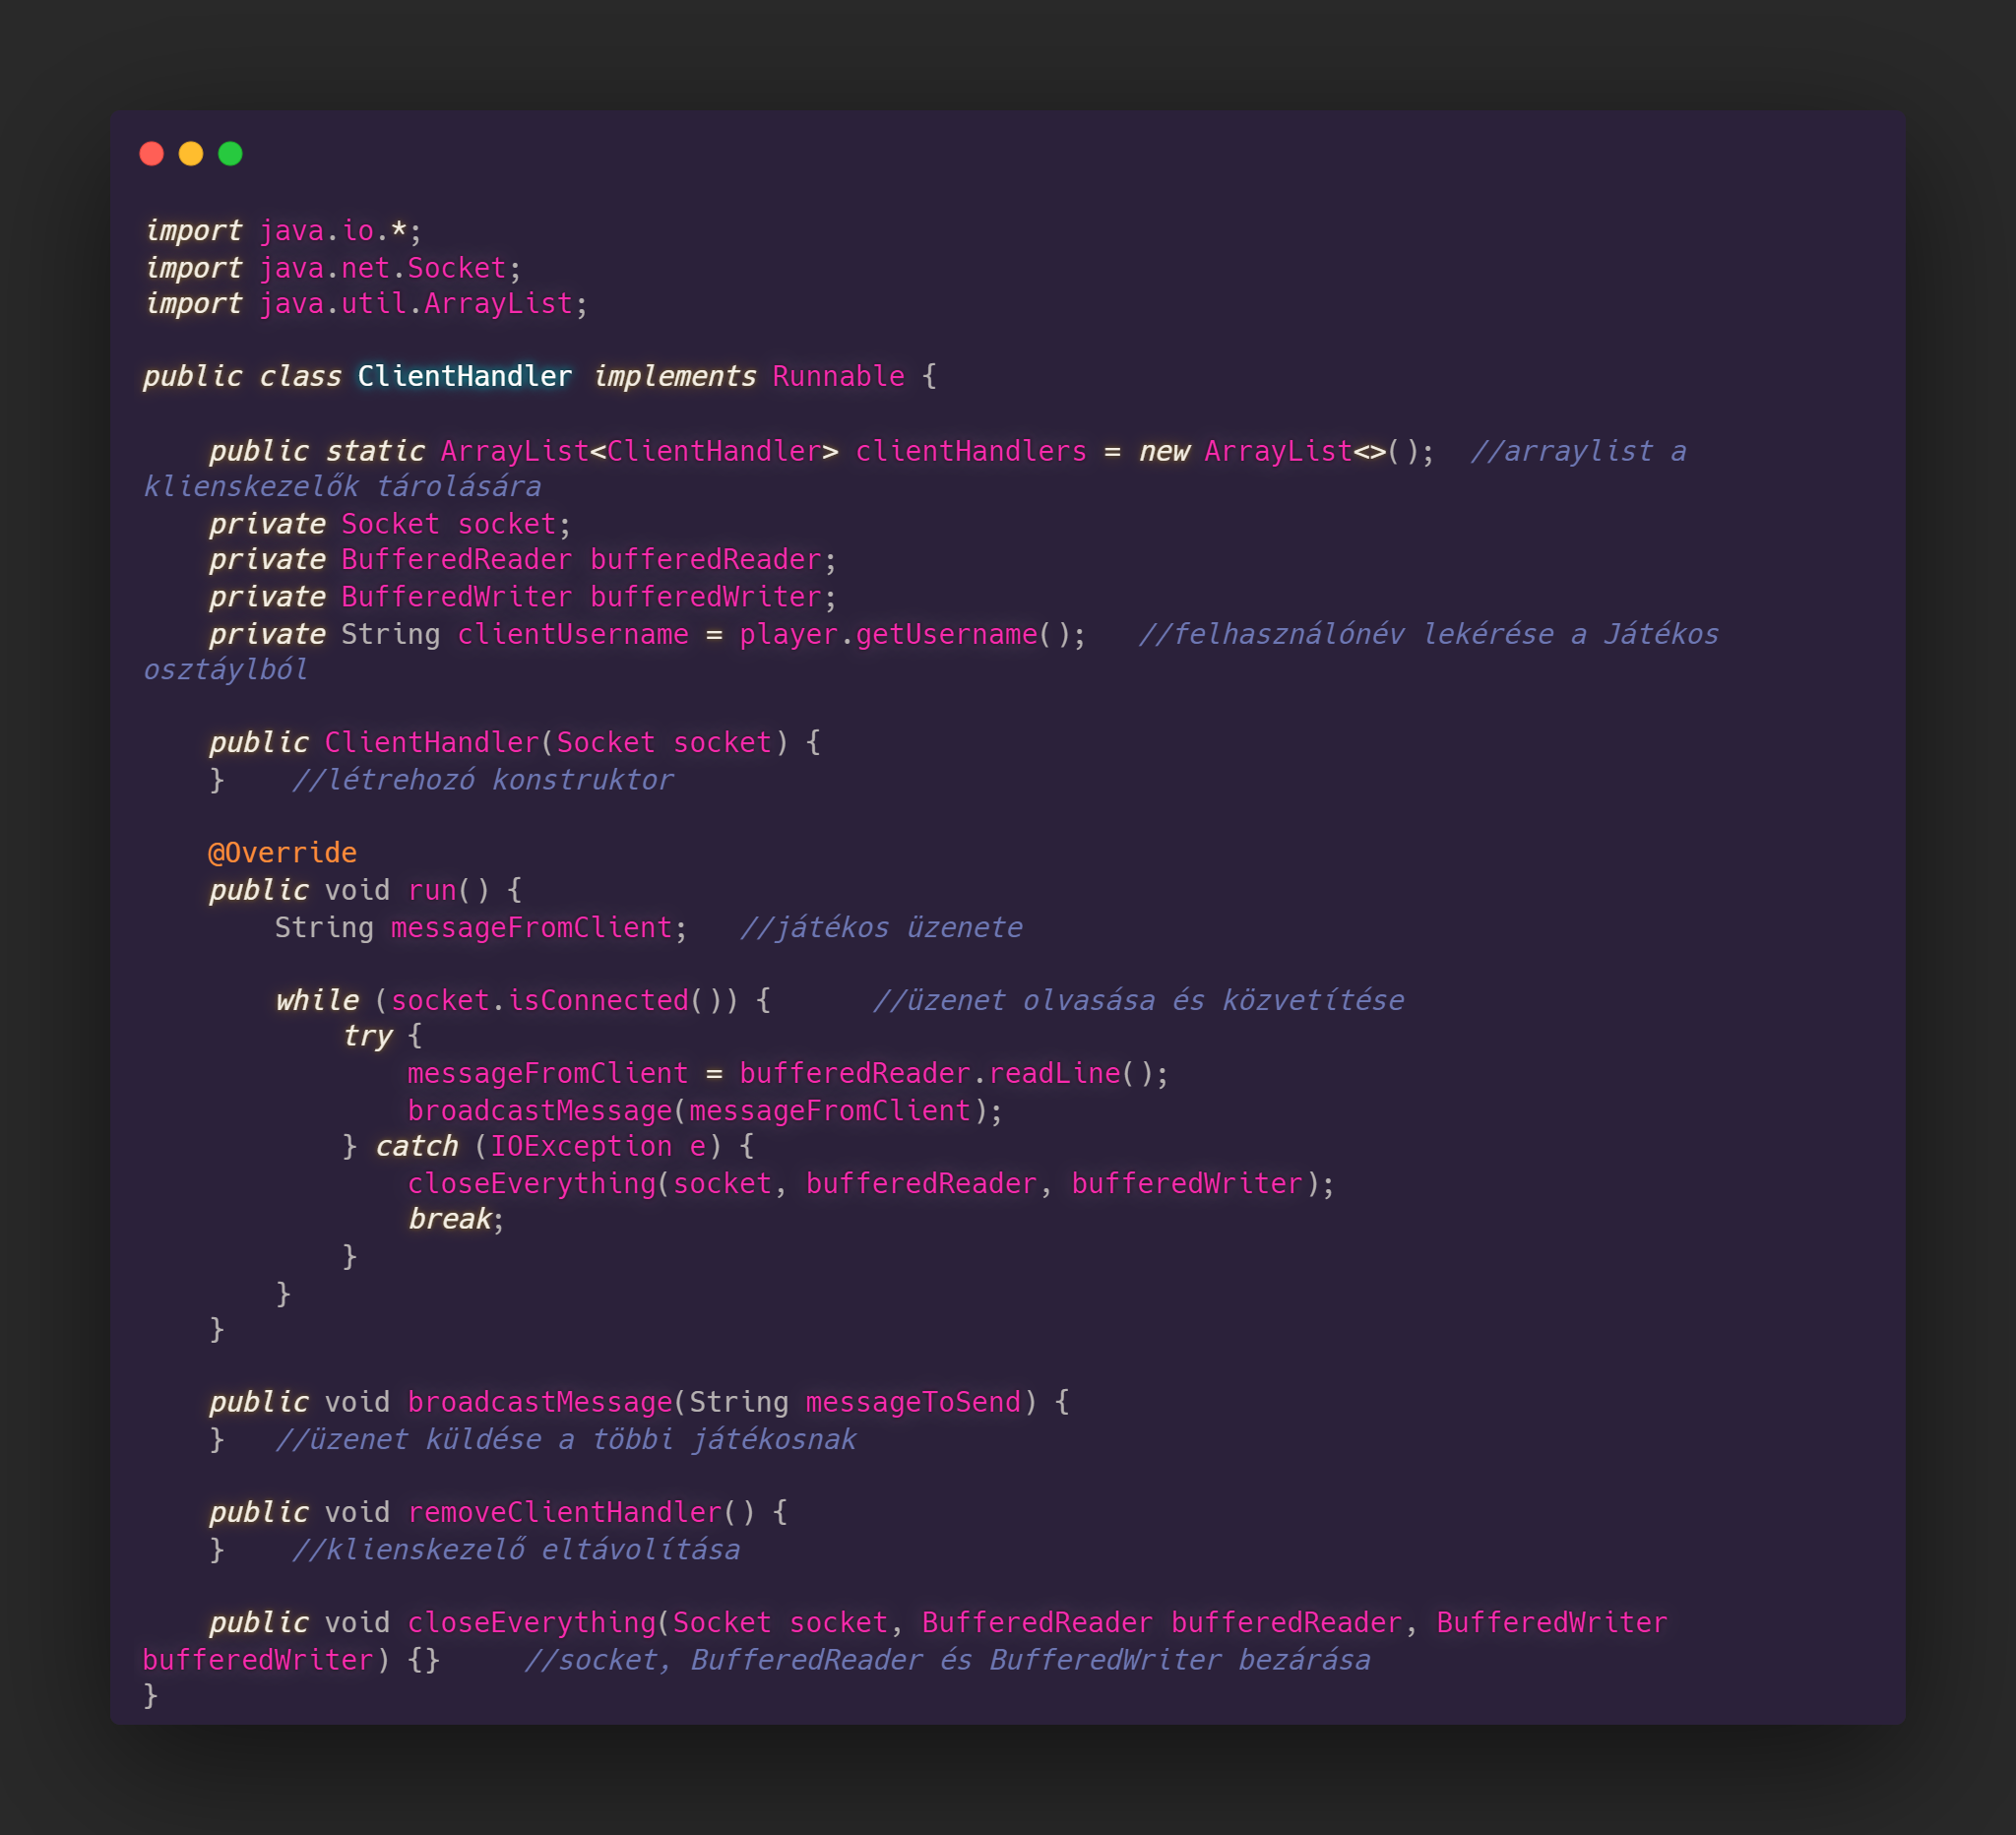 import java.io.*;
import java.net.Socket;
import java.util.ArrayList;

public class ClientHandler implements Runnable {

    public static ArrayList<ClientHandler> clientHandlers = new ArrayList<>();  //arraylist a
klienskezelők tárolására
    private Socket socket;
    private BufferedReader bufferedReader;
    private BufferedWriter bufferedWriter;
    private String clientUsername = player.getUsername();   //felhasználónév lekérése a Játékos
osztáylból

    public ClientHandler(Socket socket) {
    }    //létrehozó konstruktor

    @Override
    public void run() {
        String messageFromClient;   //játékos üzenete

        while (socket.isConnected()) {      //üzenet olvasása és közvetítése
            try {
                messageFromClient = bufferedReader.readLine();
                broadcastMessage(messageFromClient);
            } catch (IOException e) {
                closeEverything(socket, bufferedReader, bufferedWriter);
                break;
            }
        }
    }

    public void broadcastMessage(String messageToSend) {
    }   //üzenet küldése a többi játékosnak

    public void removeClientHandler() {
    }    //klienskezelő eltávolítása

    public void closeEverything(Socket socket, BufferedReader bufferedReader, BufferedWriter
bufferedWriter) {}     //socket, BufferedReader és BufferedWriter bezárása
}